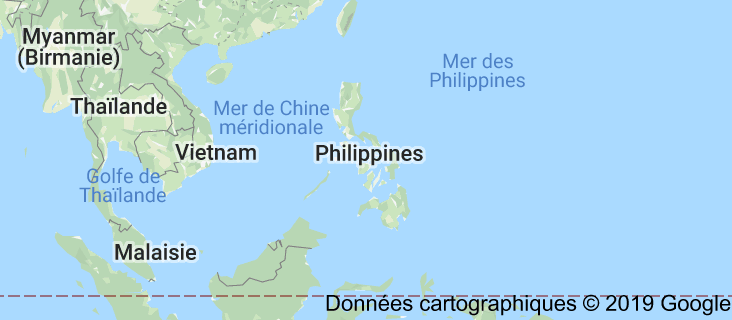 Myanmar
(Birmanie)
Mer des
Philippines
Thaïlande
Mer de Chine
méridionale
Vietnam
Philippines
Golfe de
Thaïlande
Malaisie
Données cartographiques © 2019 Google